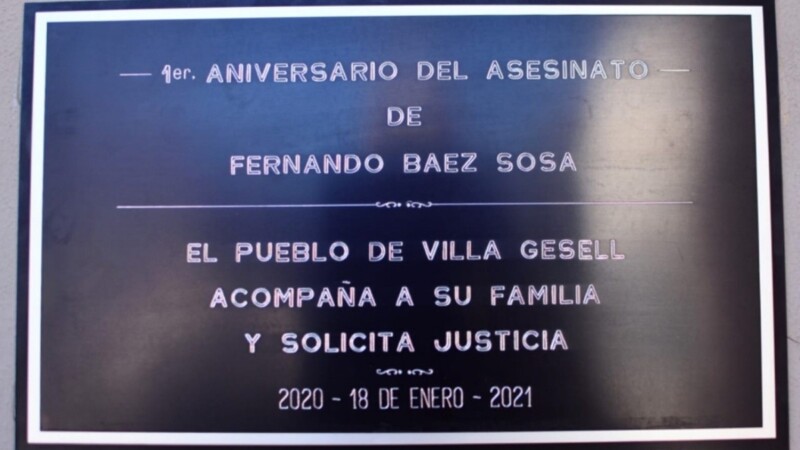 — 1er. ANIVERSARIO DEL ASESINATO —
DE
FERNANDO BAEZ SOSA
EL PUEBLO DE VILLA GESELL
ACOMPAÑA A SU FAMILIA
Y SOLICITA JUSTICIA
2020 - 18 DE ENERO - 2021